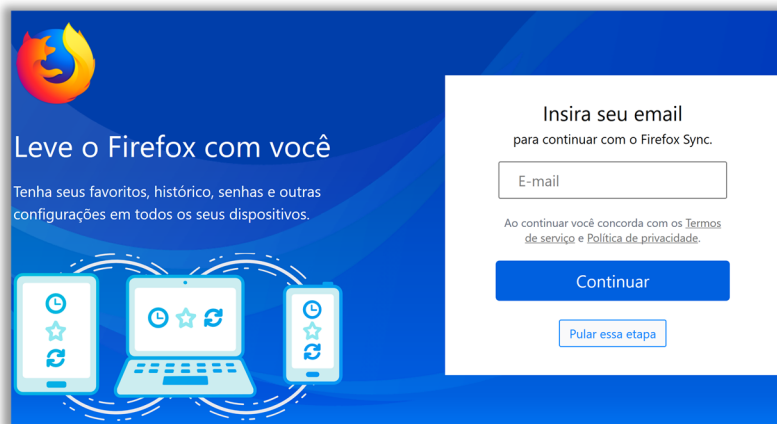 Leve o Firefox com você
Tenha seus favoritos, histórico, senhas e outras
configurações em todos os seus dispositivos.
Insira seu email
para continuar com o Firefox Sync.
E-mail
Ao continuar você concorda com os Termos
de serviço e Política de privacidade.
Continuar
Pular essa etapa